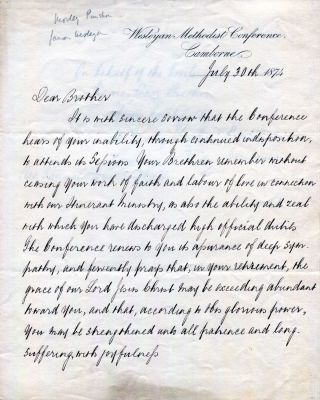 Morley Punshon
famous Wesleyan
Wesleyan Methodist Conference,
Camborne,
July 30th 1874
Dear Brother
It is with sincere sorrow that the Conference
hears of your inability, through continued indisposition,
to attend its Sessions. Your Brethren remember without
ceasing your work of faith and labour of love in connection
with our Itinerant Ministry, as also the ability and zeal
with which you have discharged high official duties.
The Conference renews to you its assurance of deep sym-
pathy, and fervently prays that, in your retirement, the
grace of our Lord Jesus Christ may be exceeding abundant
toward you, and that, according to His glorious power,
you may be strengthened unto all patience and long-
suffering, with joyfulness